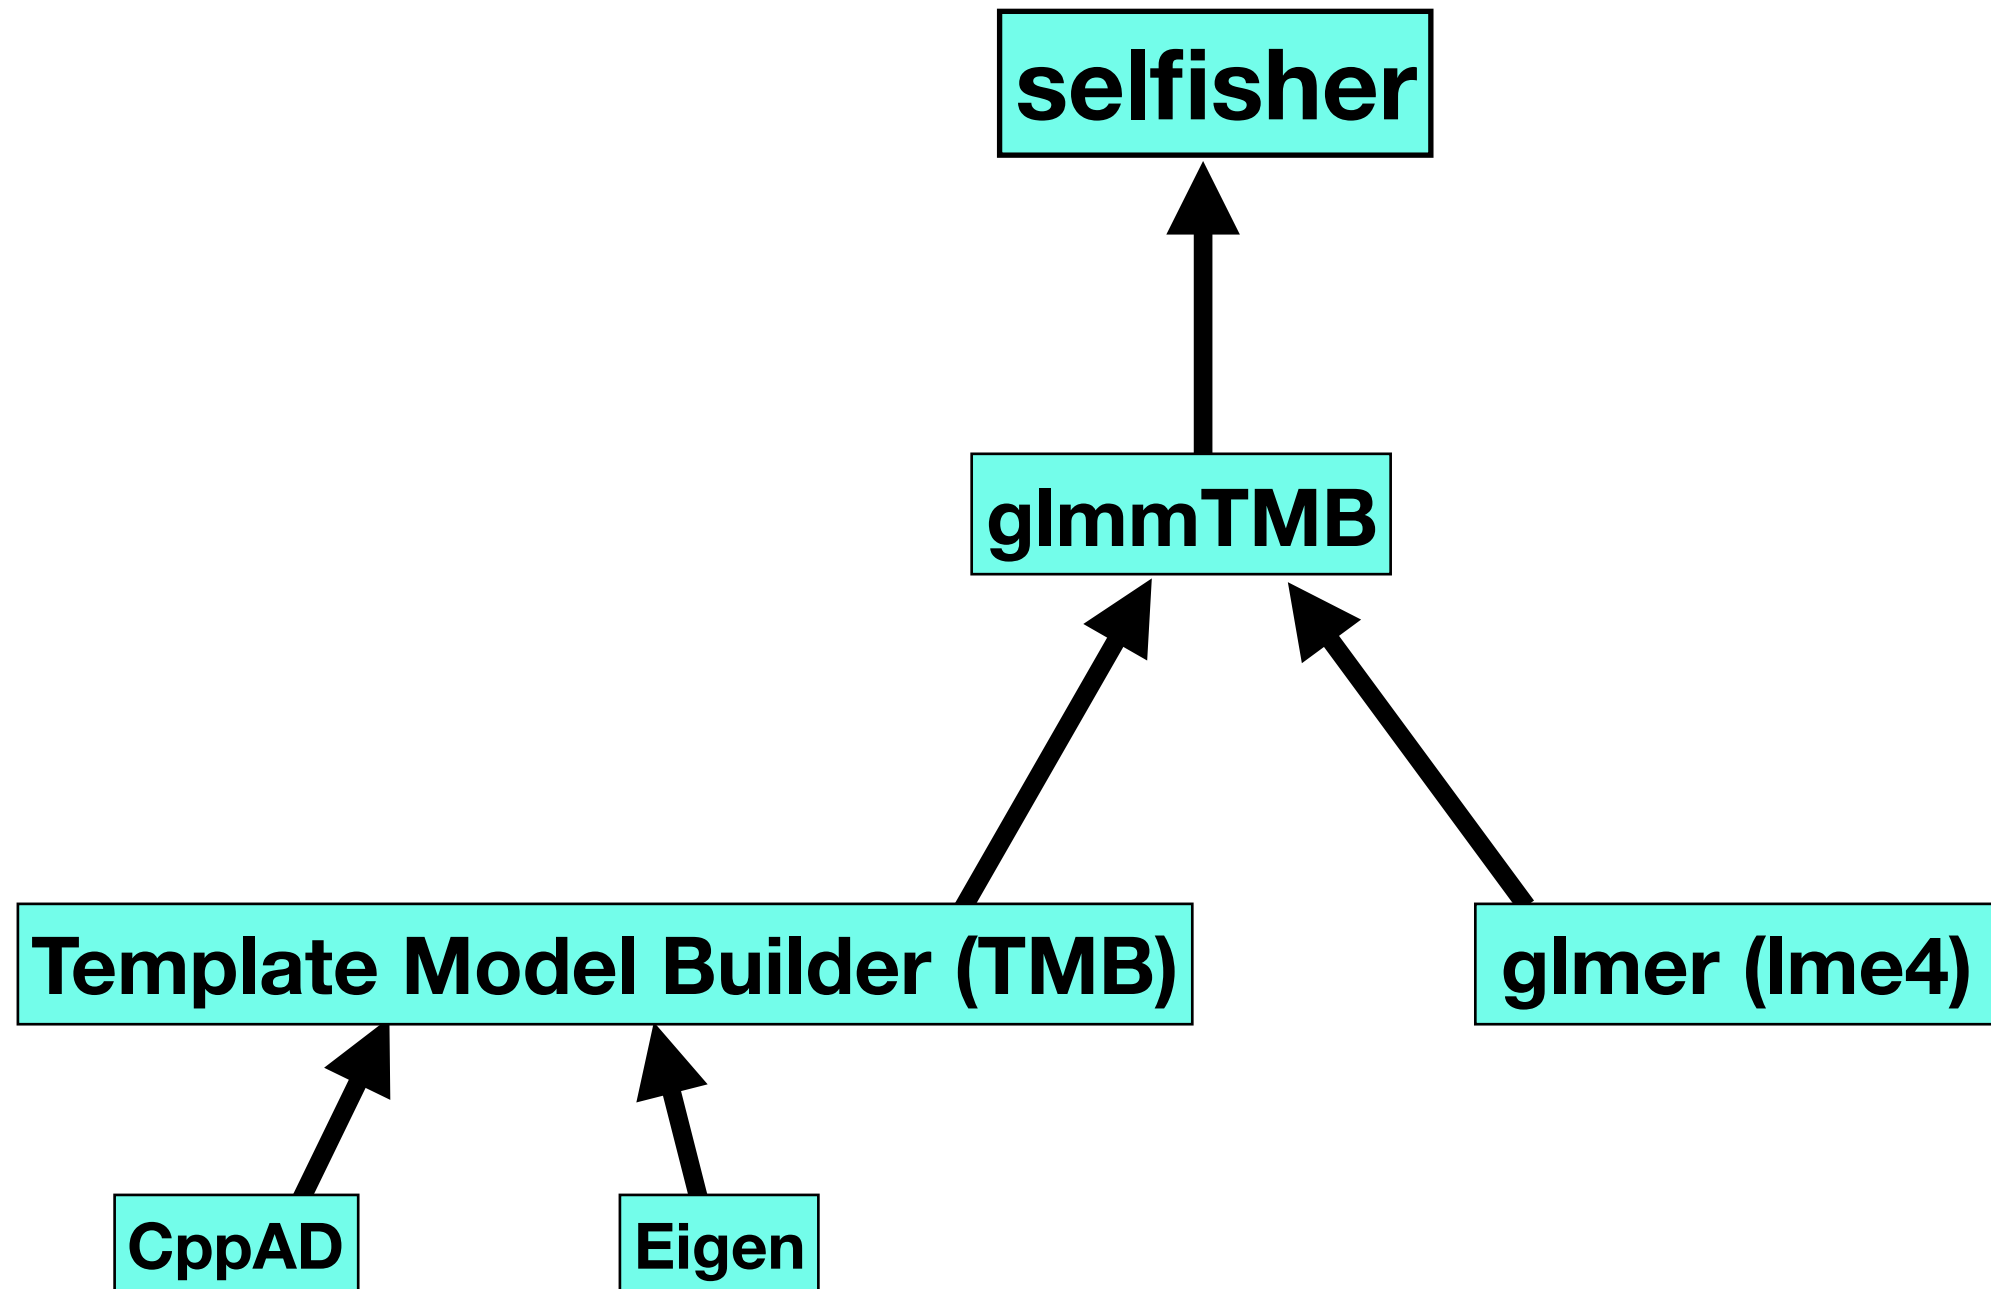 selfisher
glmmTMB
Template Model Builder (TMB)
glmer (lme4)
CppAD
Eigen